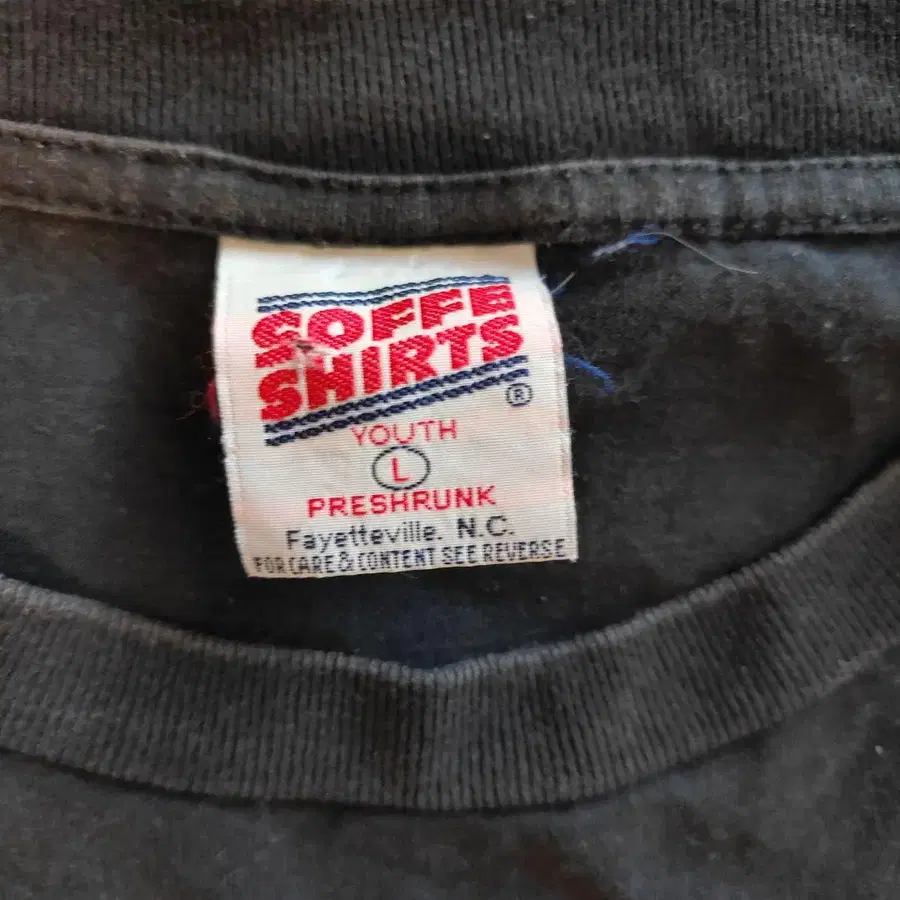 SOFFE
SHIRTS
®
YOUTH
L
PRESHRUNK
Fayetteville. N.C.
FOR CARE & CONTENT SEE REVERSE